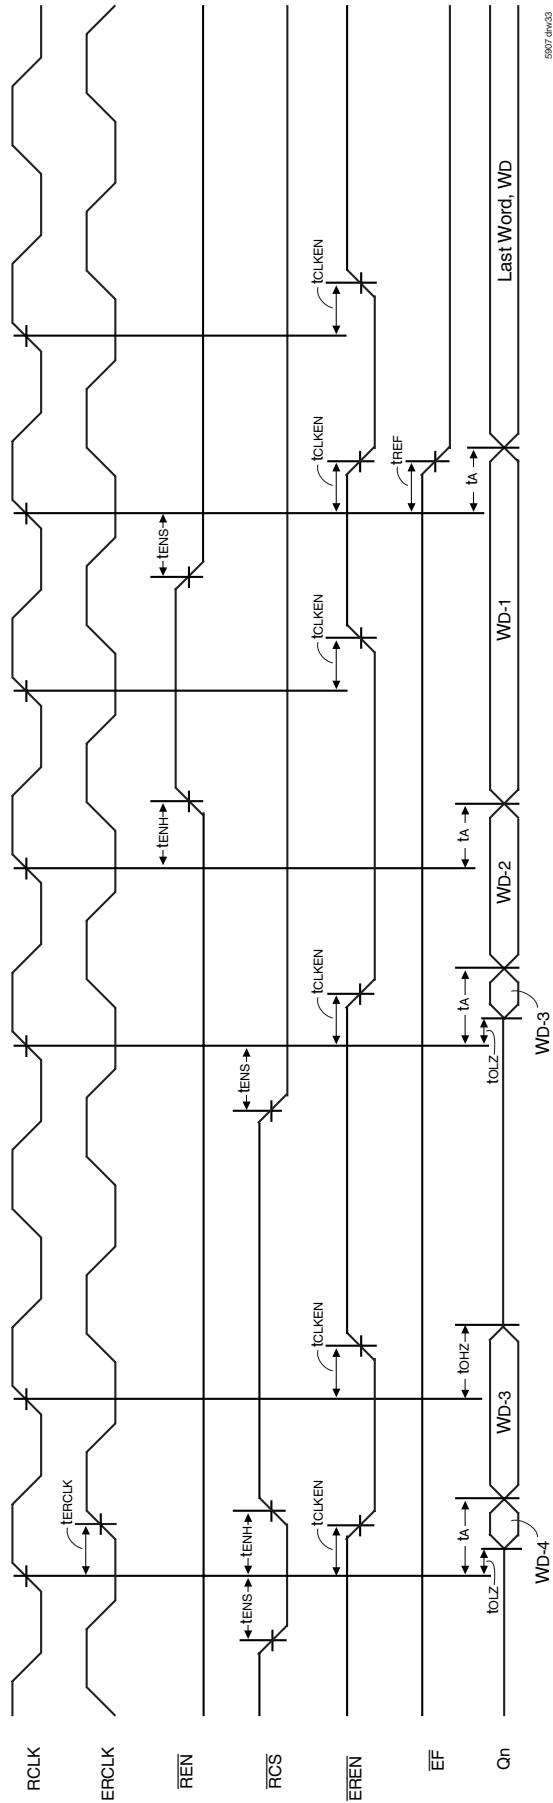 RCLK
ERCLK
tERCLK
REN
tENH
tENS
RCS
tENS
tENH
tENS
EREN
tCLKEN
tCLKEN
tCLKEN
tCLKEN
tCLKEN
tCLKEN
EF
tREF
Qn
tOLZ
tA
WD-4
WD-3
tOHZ
tOLZ
tA
WD-3
WD-2
tA
WD-1
tA
Last Word, WD
5907 drw33